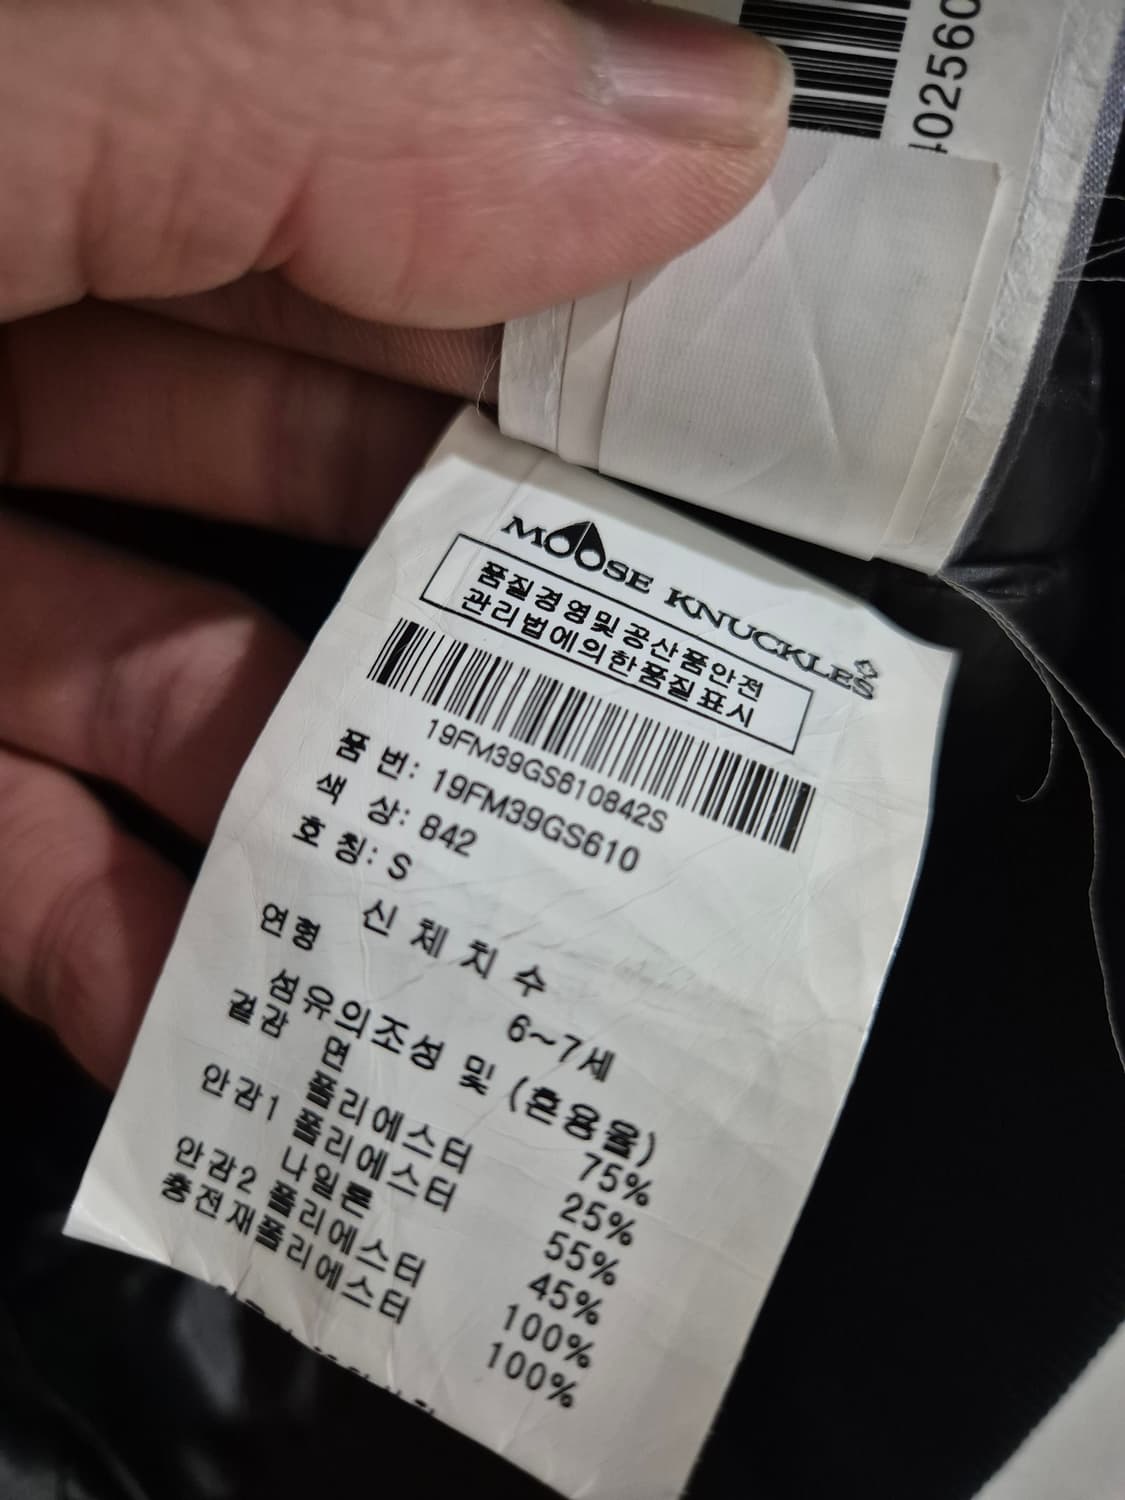 402560
MOOSE KNUCKLES
품질경영및공산품안전
관리법에의한품질표시
19FM39GS610842S
품 번: 19FM39GS610
색 상: 842
호 칭: S
신 체 치 수
연령 6~7세
섬유의조성 및 (혼용율)
겉감 면 75%
폴리에스터 25%
안감1 폴리에스터 55%
나일론 45%
안감2 폴리에스터 100%
충전재폴리에스터 100%